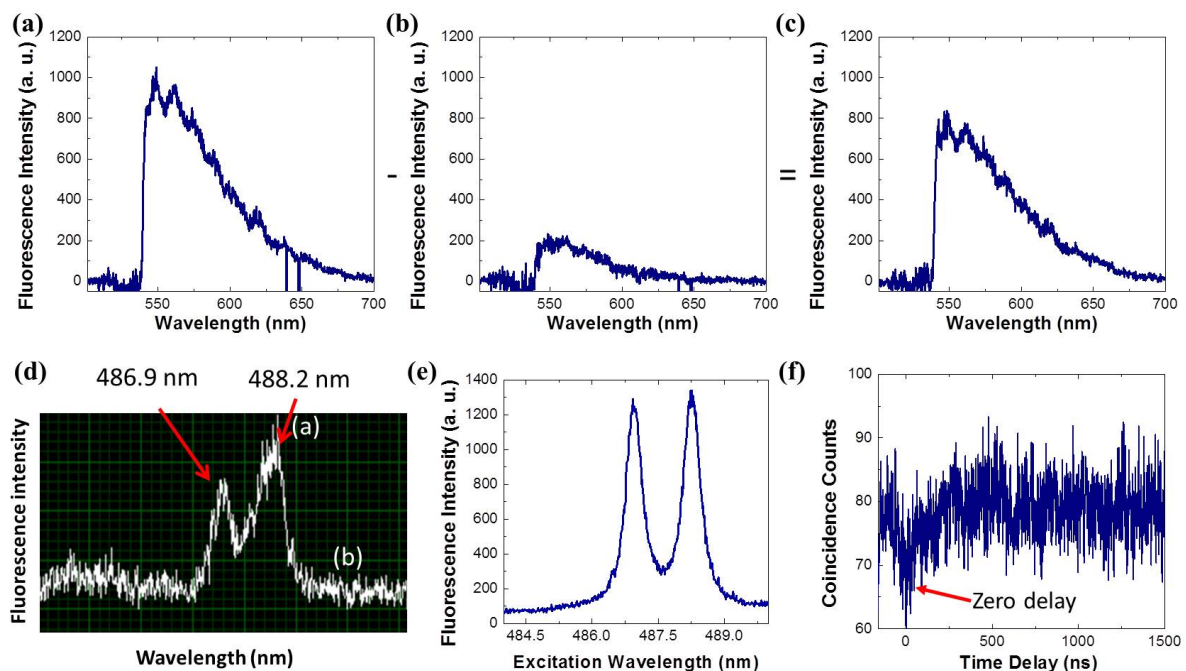 (a)
1200
1000
800
600
400
200
0
550 600 650 700
Fluorescence Intensity (a. u.)
Wavelength (nm)
-
(b)
1200
1000
800
600
400
200
0
500 550 600 650 700
Fluorescence Intensity (a. u.)
Wavelength (nm)
=
(c)
1200
1000
800
600
400
200
0
550 600 650 700
Fluorescence Intensity (a. u.)
Wavelength (nm)
(d)
486.9 nm 488.2 nm
(a)
(b)
Fluorescence intensity
Wavelength (nm)
(e)
1400
1200
1000
800
600
400
200
0
484.5 486.0 487.5 489.0
Fluorescence Intensity (a. u.)
Excitation Wavelength (nm)
(f)
100
90
80
70
60
0 500 1000 1500
Zero delay
Coincidence Counts
Time Delay (ns)